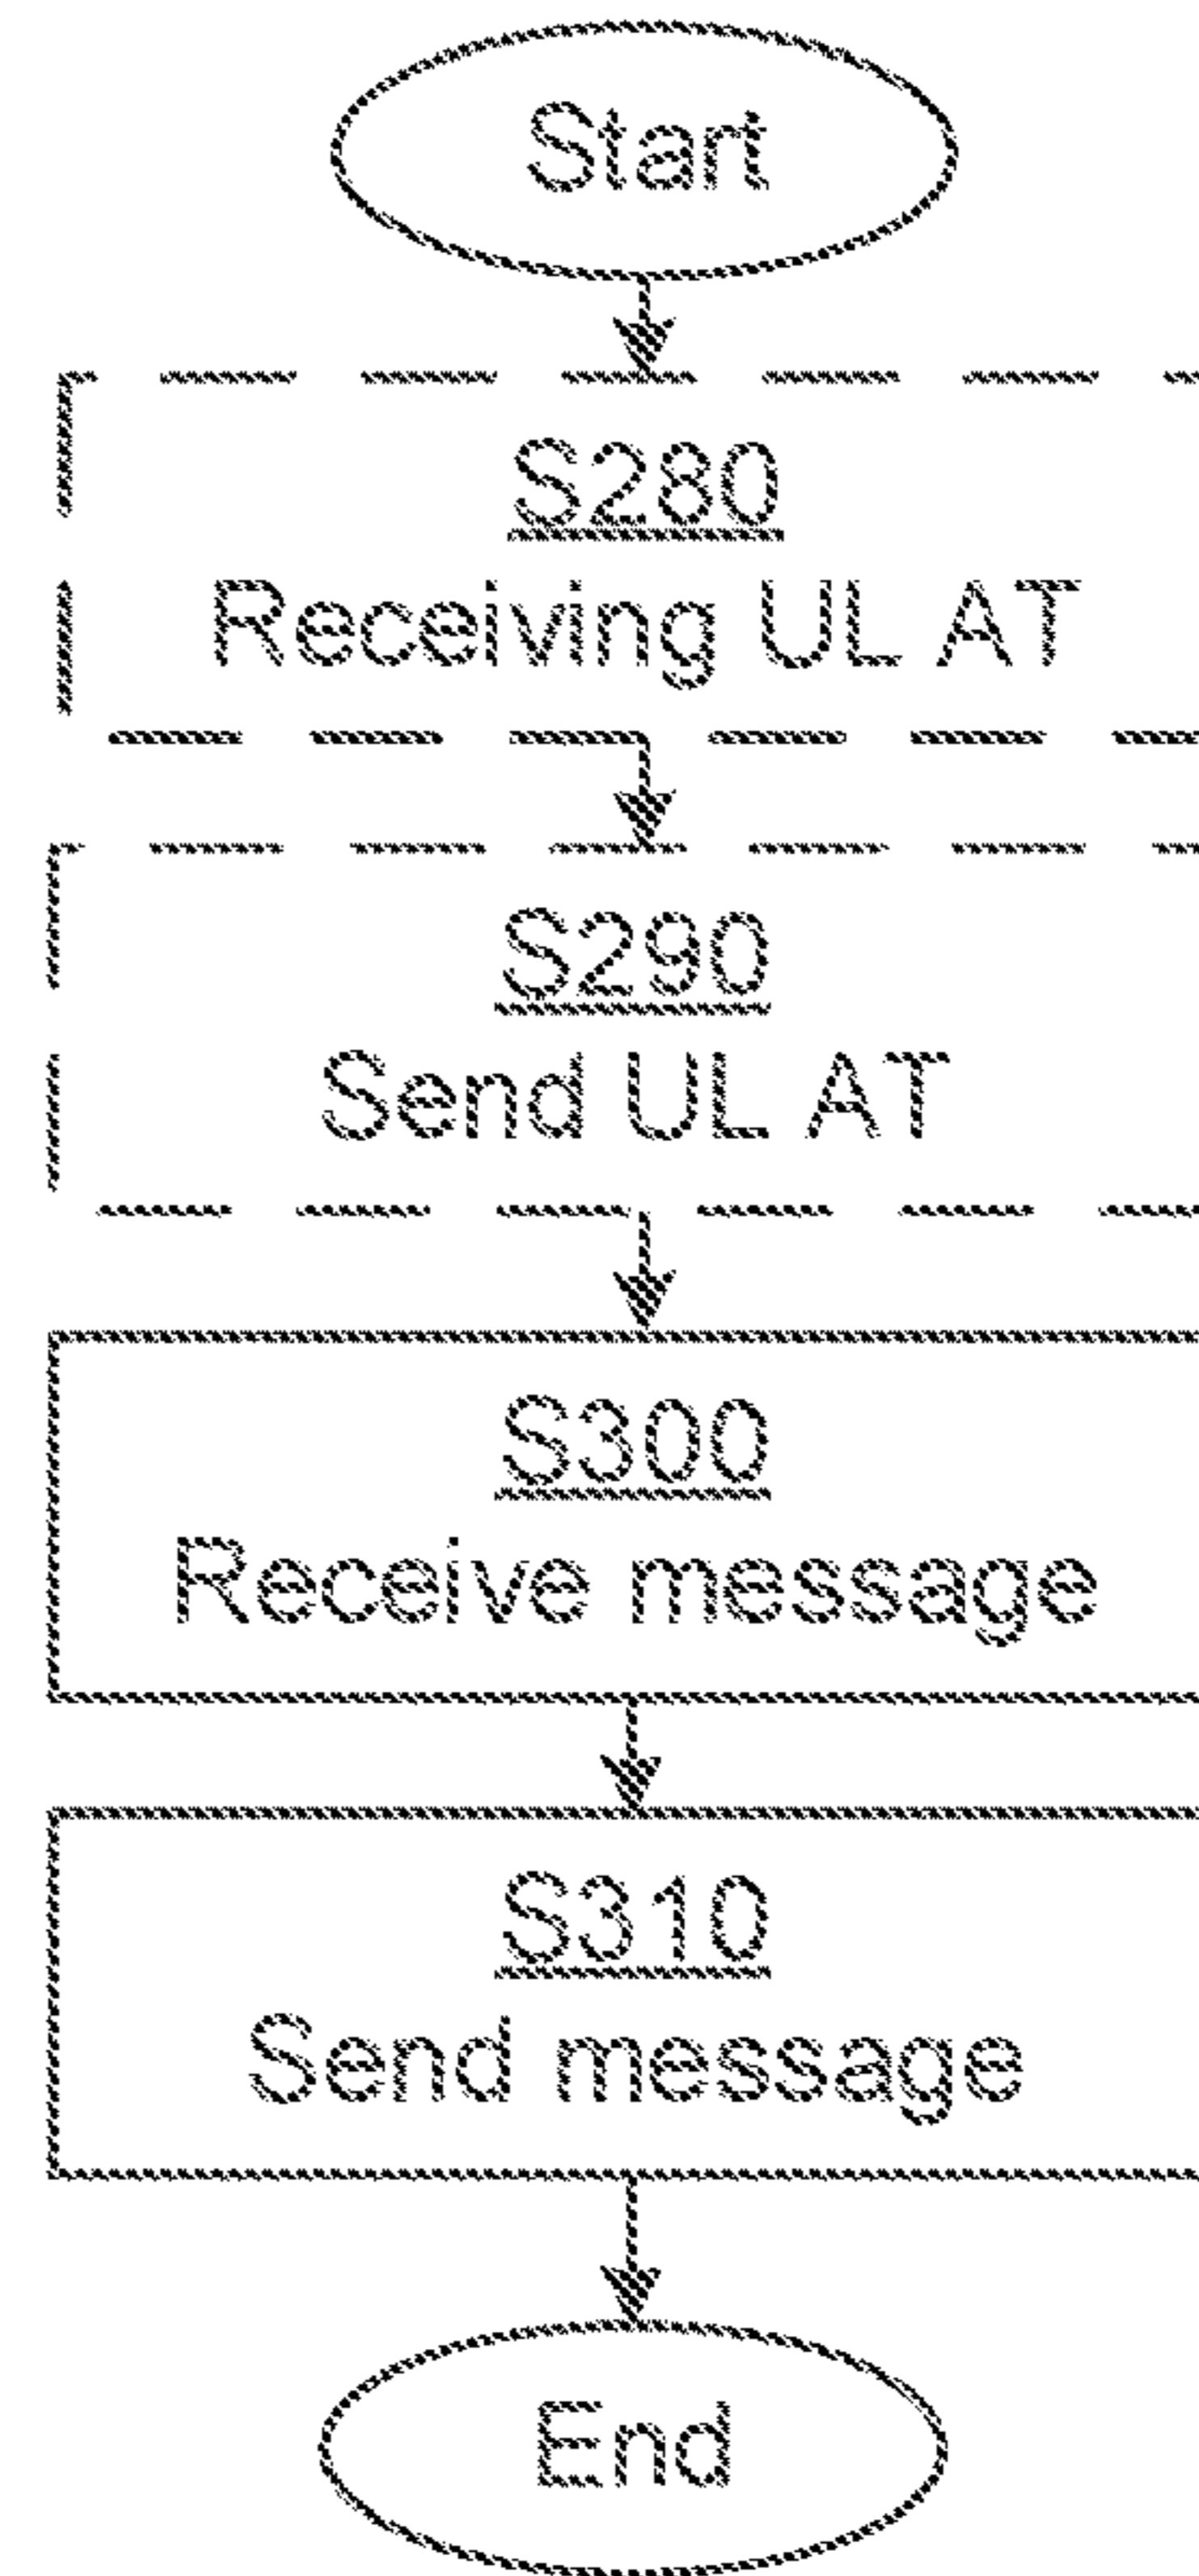 Start
S280
Receiving UL AT
S290
Send UL AT
S300
Receive message
S310
Send message
End